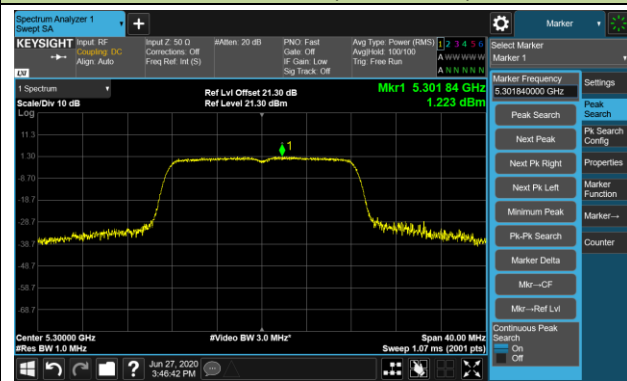 Spectrum Analyzer 1
Swept SA
Marker
KEYSIGHT
Input: RF
Coupling: DC
Align: Auto
Input Z: 50 Ω
Corrections: Off
Freq Ref: Int (S)
#Atten: 20 dB
PNO: Fast
Gate: Off
IF Gain: Low
Sig Track: Off
Avg Type: Power (RMS)
Avg|Hold: 100/100
Trig: Free Run
1 2 3 4 5 6
A W W W W W
A N N N N N
LXI
1 Spectrum
Scale/Div 10 dB
Log
Ref Lvl Offset 21.30 dB
Ref Level 21.30 dBm
Mkr1 5.301 84 GHz
1.223 dBm
1
11.3
1.30
-8.70
-18.7
-28.7
-38.7
-48.7
-58.7
-68.7
Center 5.30000 GHz
#Res BW 1.0 MHz
#Video BW 3.0 MHz*
Span 40.00 MHz
Sweep 1.07 ms (2001 pts)
Jun 27, 2020
3:46:42 PM
Select Marker
Marker 1
Marker Frequency
5.301840000 GHz
Peak Search
Next Peak
Next Pk Right
Next Pk Left
Minimum Peak
Pk-Pk Search
Marker Delta
Mkr→CF
Mkr→Ref Lvl
Continuous Peak
Search
On
Off
Settings
Peak
Search
Pk Search
Config
Properties
Marker
Function
Marker→
Counter